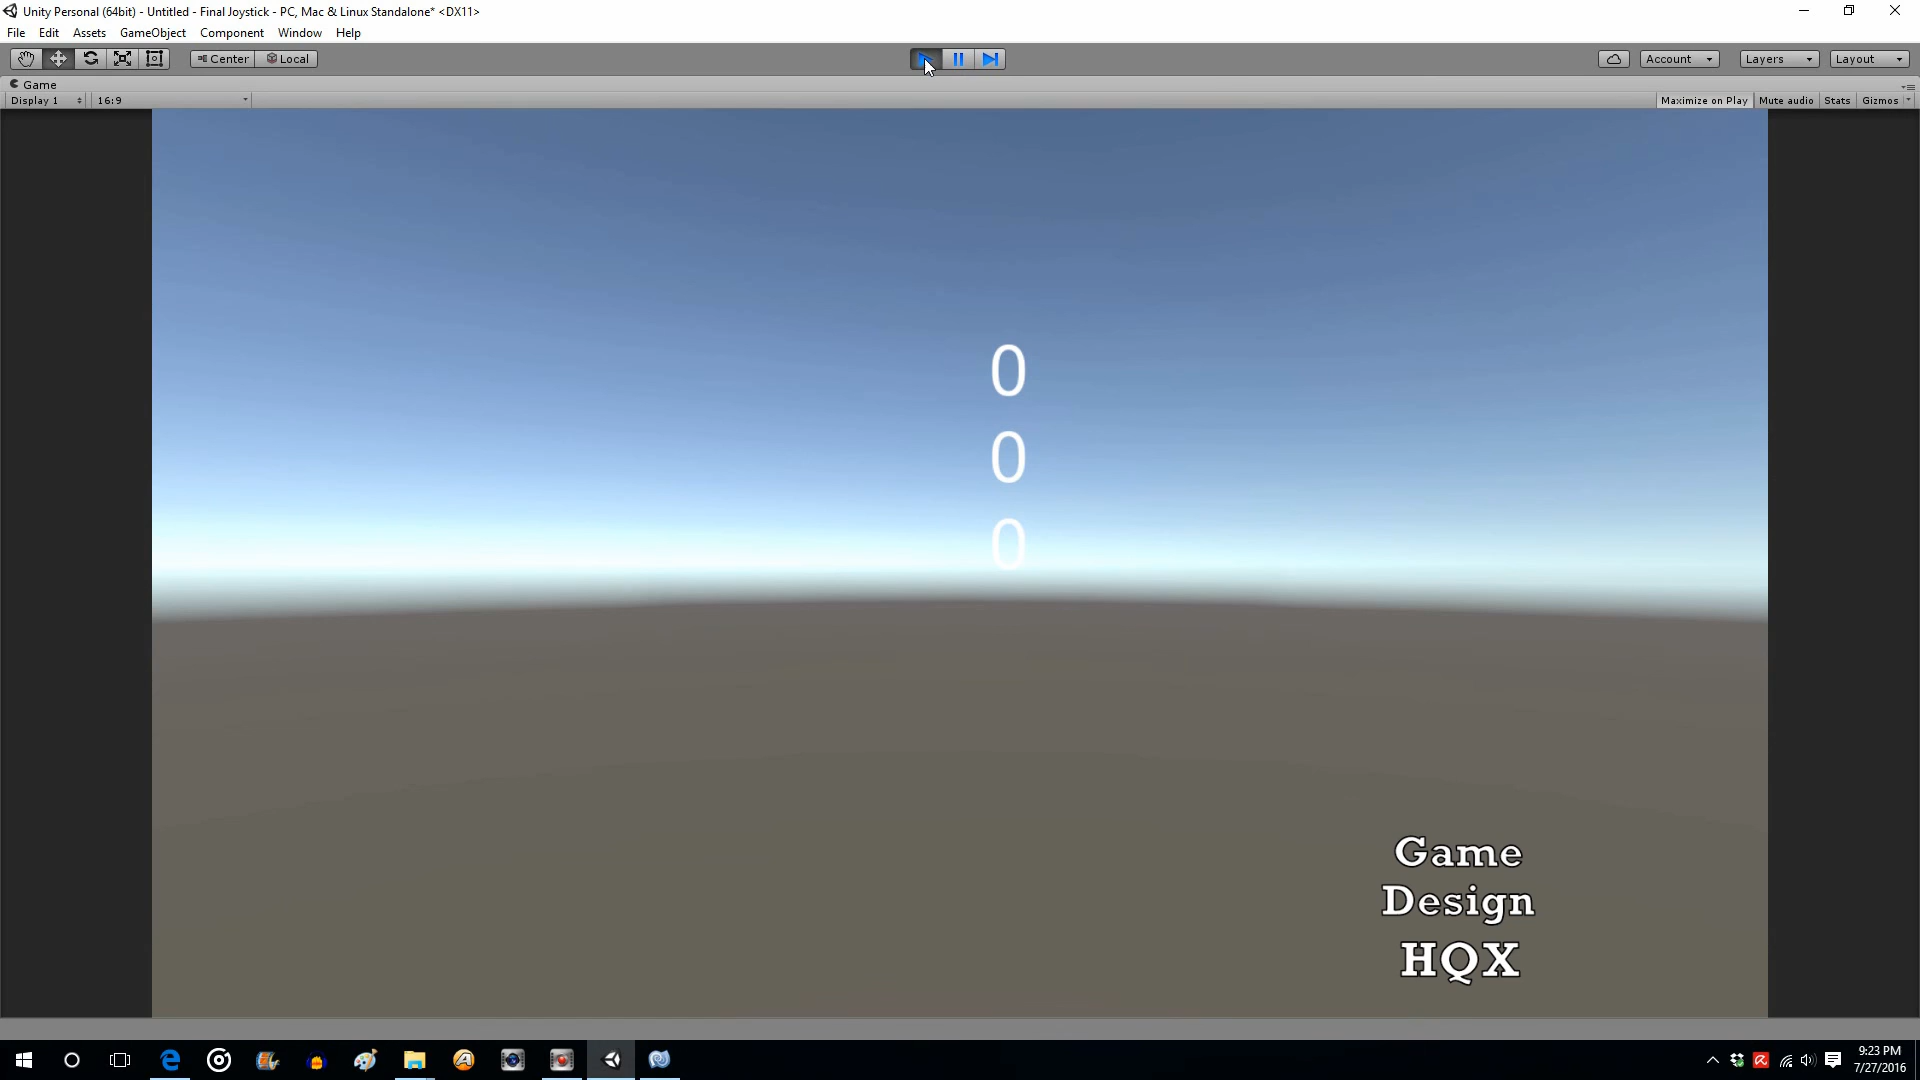 Unity Personal (64bit) - Untitled - Final Joystick - PC, Mac & Linux Standalone* <DX11>
File Edit Assets GameObject Component Window Help
Center Local Account Layers Layout
Game
Display 1 16:9 Maximize on Play Mute audio Stats Gizmos
0
0
0
Game
Design
HQX
9:23 PM
7/27/2016